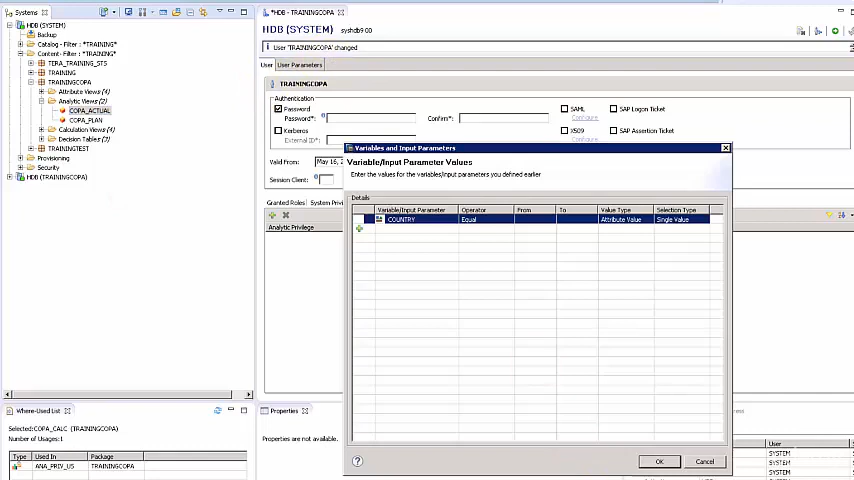 Systems
HDB (SYSTEM)
Backup
Catalog - Filter : *TRAINING*
Content- Filter : *TRAINING*
TERA_TRAINING_STS
TRAINING
TRAININGCOPA
Attribute Views (4)
Analytic Views (2)
COPA_ACTUAL
COPA_PLAN
Calculation Views (4)
Decision Tables (3)
TRAININGTEST
Provisioning
Security
HDB (TRAININGCOPA)
*HDB - TRAININGCOPA
HDB (SYSTEM) syshdb9 00
User 'TRAININGCOPA' changed
User User Parameters
TRAININGCOPA
Authentication
Password
Password*:
Confirm*:
Kerberos
External ID*:
SAML
Configure
SAP Logon Ticket
X509
SAP Assertion Ticket
Configure
Valid From: May 16, 2
Session Client:
Granted Roles System Privi
Analytic Privilege
Variables and Input Parameters
Variable/Input Parameter Values
Enter the values for the variables/input parameters you defined earlier
Details
Variable/Input Parameter Operator From To Value Type Selection Type
COUNTRY Equal Attribute Value Single Value
OK Cancel
Where-Used List
Selected:COPA_CALC (TRAININGCOPA)
Number of Usages:1
Type Used In Package
ANA_PRIV_US TRAININGCOPA
Properties
Properties are not available.
User
SYSTEM
SYSTEM
SYSTEM